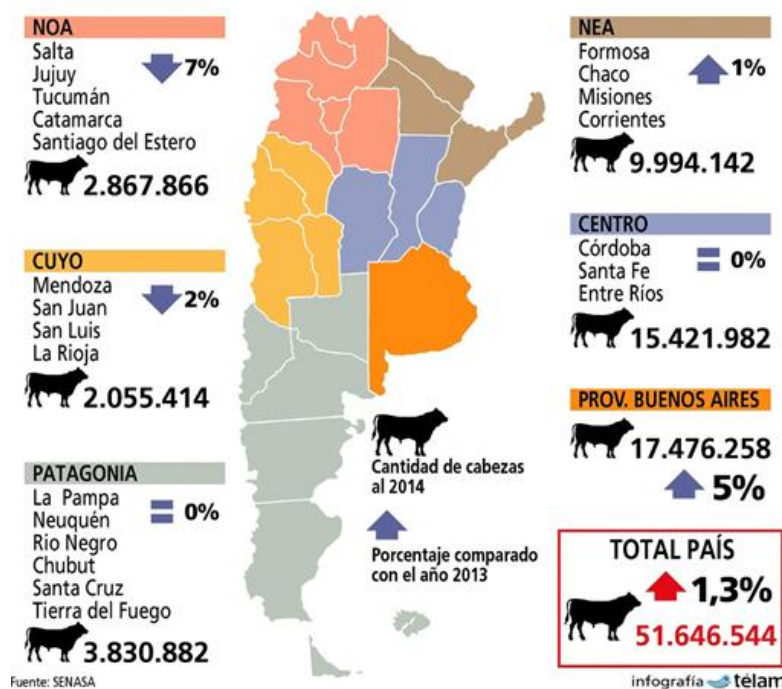 NOA
Salta
Jujuy
Tucumán
Catamarca
Santiago del Estero
7%
2.867.866
CUYO
Mendoza
San Juan
San Luis
La Rioja
2%
2.055.414
PATAGONIA
La Pampa
Neuquén
Rio Negro
Chubut
Santa Cruz
Tierra del Fuego
0%
3.830.882
Fuente: SENASA
Cantidad de cabezas
al 2014
Porcentaje comparado
con el año 2013
NEA
Formosa
Chaco
Misiones
Corrientes
1%
9.994.142
CENTRO
Córdoba
Santa Fe
Entre Ríos
0%
15.421.982
PROV. BUENOS AIRES
17.476.258
5%
TOTAL PAÍS
1,3%
51.646.544
infografía télam